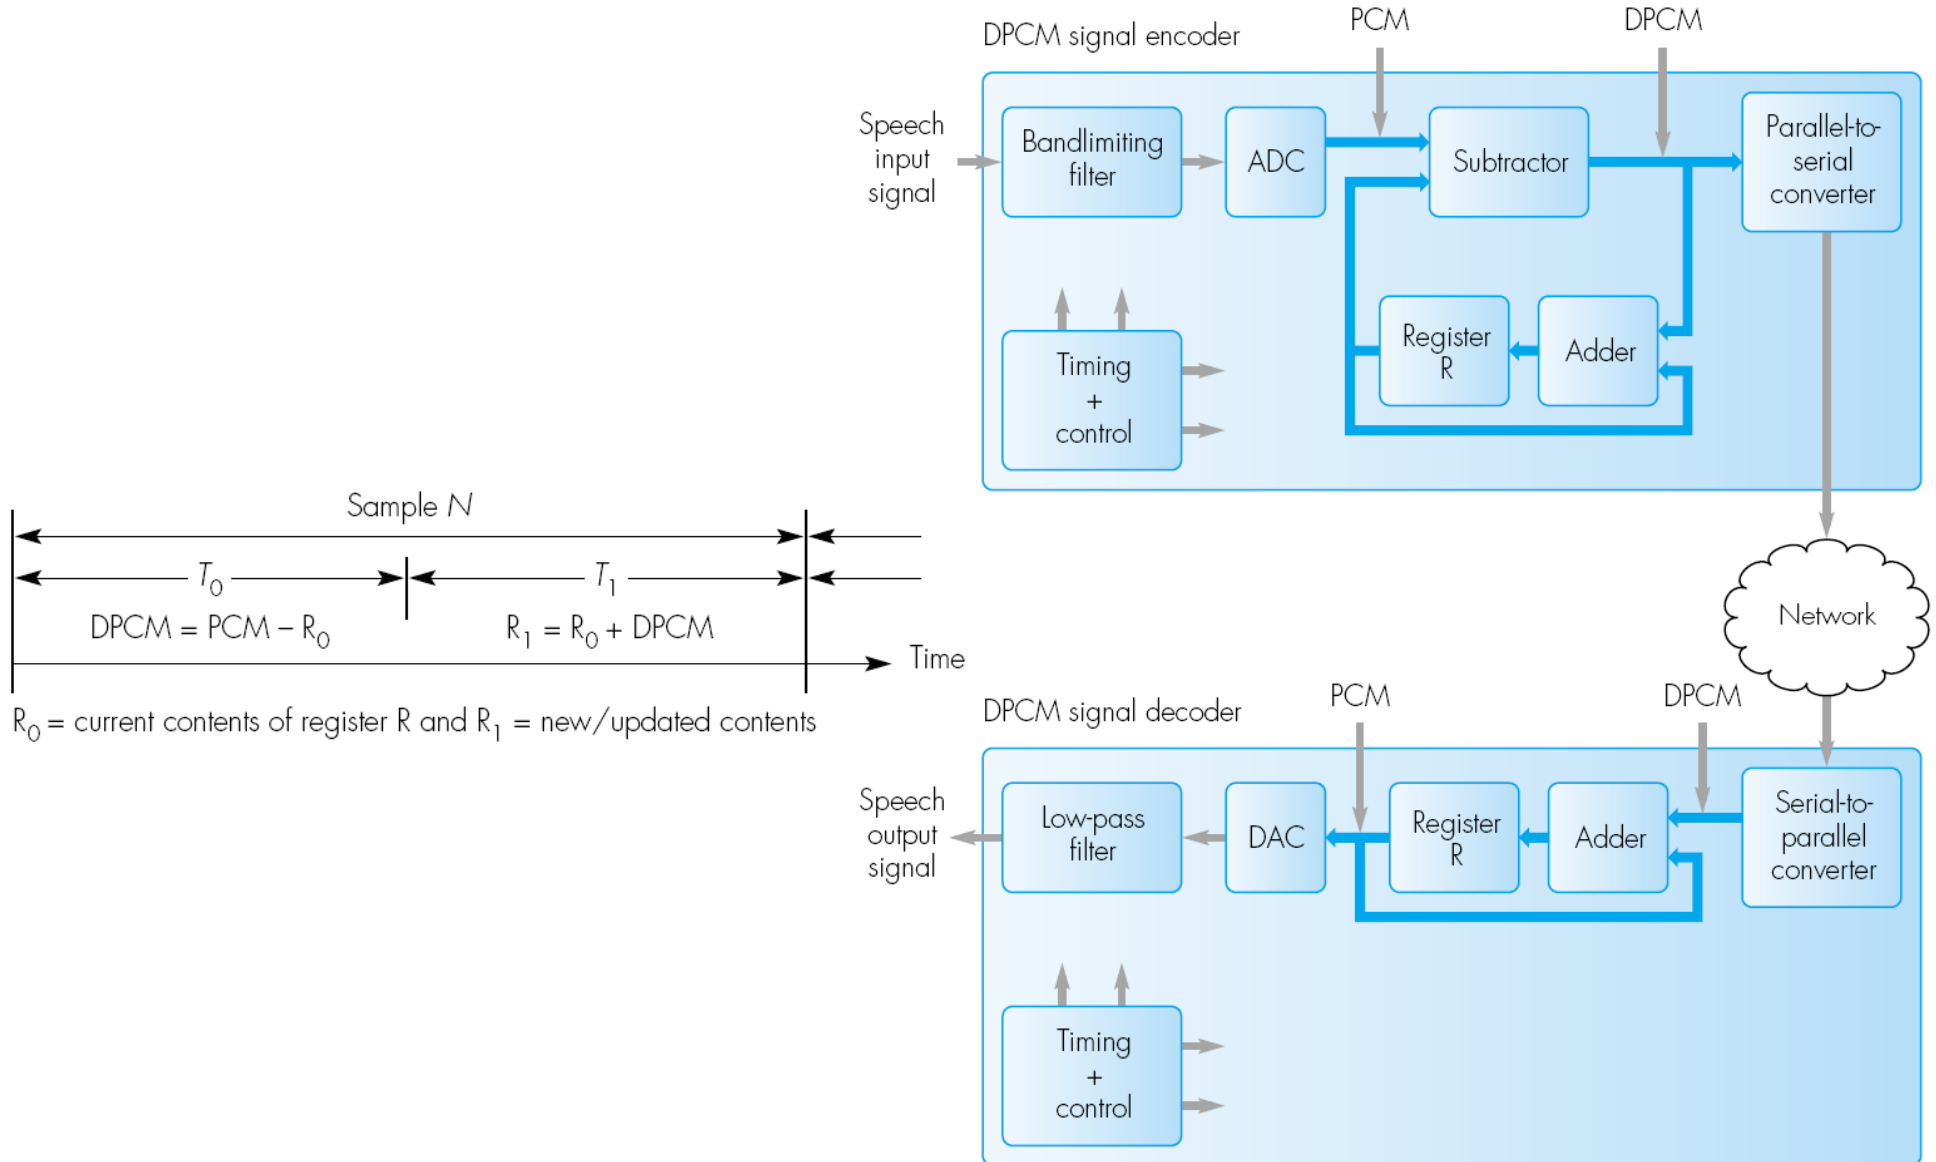 DPCM signal encoder
PCM
DPCM
Speech
input
signal
Bandlimiting
filter
ADC
Subtractor
Parallel-to-
serial
converter
Timing
+
control
Register
R
Adder
Network
Sample N
T0
T1
DPCM = PCM – R0
R1 = R0 + DPCM
Time
R0 = current contents of register R and R1 = new/updated contents
DPCM signal decoder
PCM
DPCM
Speech
output
signal
Low-pass
filter
DAC
Register
R
Adder
Serial-to-
parallel
converter
Timing
+
control